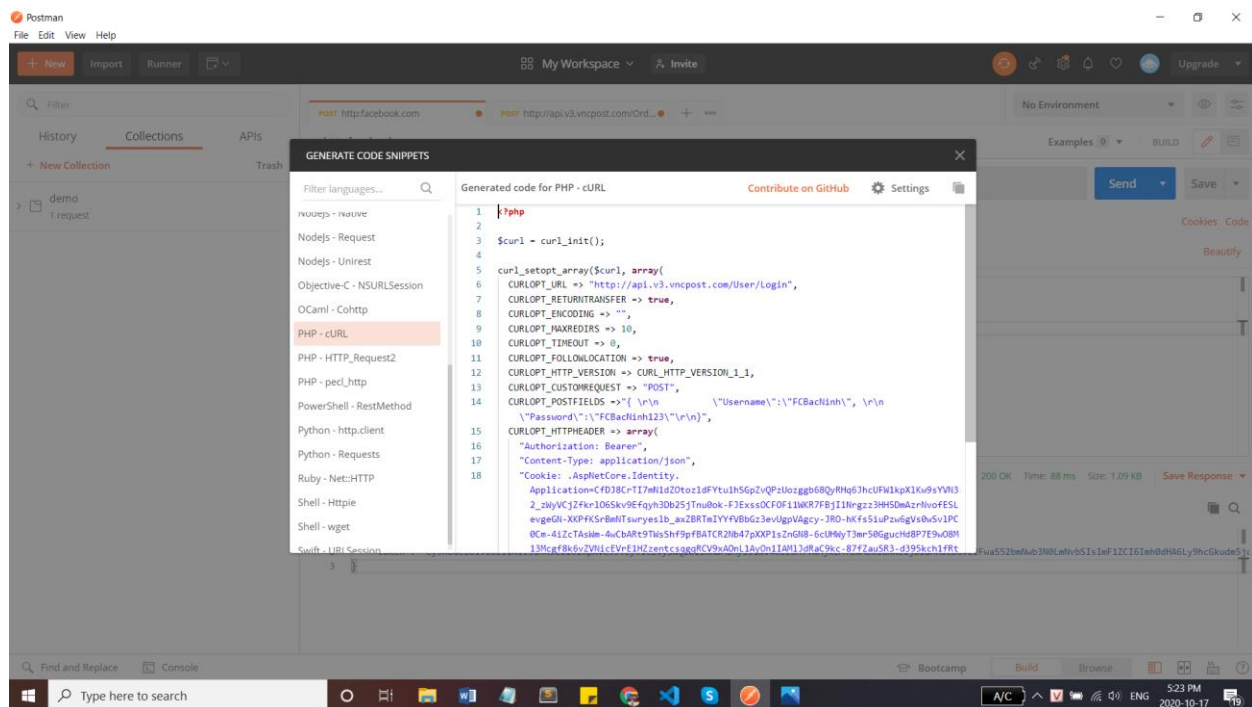 Postman
File Edit View Help
+ New Import Runner My Workspace Invite Upgrade
Filter
History Collections APIs
+ New Collection Trash
demo
1 request
POST http:facebook.com POST http://api.v3.vncpost.com/Ord... + ...
No Environment
Examples 0 BUILD
Send Save
Cookies Code
Beautify
GENERATE CODE SNIPPETS
Filter languages...
NodeJs - Native
NodeJs - Request
NodeJs - Unirest
Objective-C - NSURLSession
OCaml - Cohttp
PHP - cURL
PHP - HTTP_Request2
PHP - pecl_http
PowerShell - RestMethod
Python - http.client
Python - Requests
Ruby - Net::HTTP
Shell - Httpie
Shell - wget
Swift - URLSession
Generated code for PHP - cURL Contribute on GitHub Settings
1 <?php
2
3 $curl = curl_init();
4
5 curl_setopt_array($curl, array(
6 CURLOPT_URL => "http://api.v3.vncpost.com/User/Login",
7 CURLOPT_RETURNTRANSFER => true,
8 CURLOPT_ENCODING => "",
9 CURLOPT_MAXREDIRS => 10,
10 CURLOPT_TIMEOUT => 0,
11 CURLOPT_FOLLOWLOCATION => true,
12 CURLOPT_HTTP_VERSION => CURL_HTTP_VERSION_1_1,
13 CURLOPT_CUSTOMREQUEST => "POST",
14 CURLOPT_POSTFIELDS =>"{ \r\n \"Username\":\"FCBacNinh\", \r\n
\"Password\":\"FCBacNinh123\"\r\n}",
15 CURLOPT_HTTPHEADER => array(
16 "Authorization: Bearer",
17 "Content-Type: application/json",
18 "Cookie: .AspNetCore.Identity.
200 OK Time: 88 ms Size: 1.09 KB Save Response
3 }
Find and Replace Console Bootcamp Build Browse
Type here to search
A/C ENG 5:23 PM
2020-10-17
19